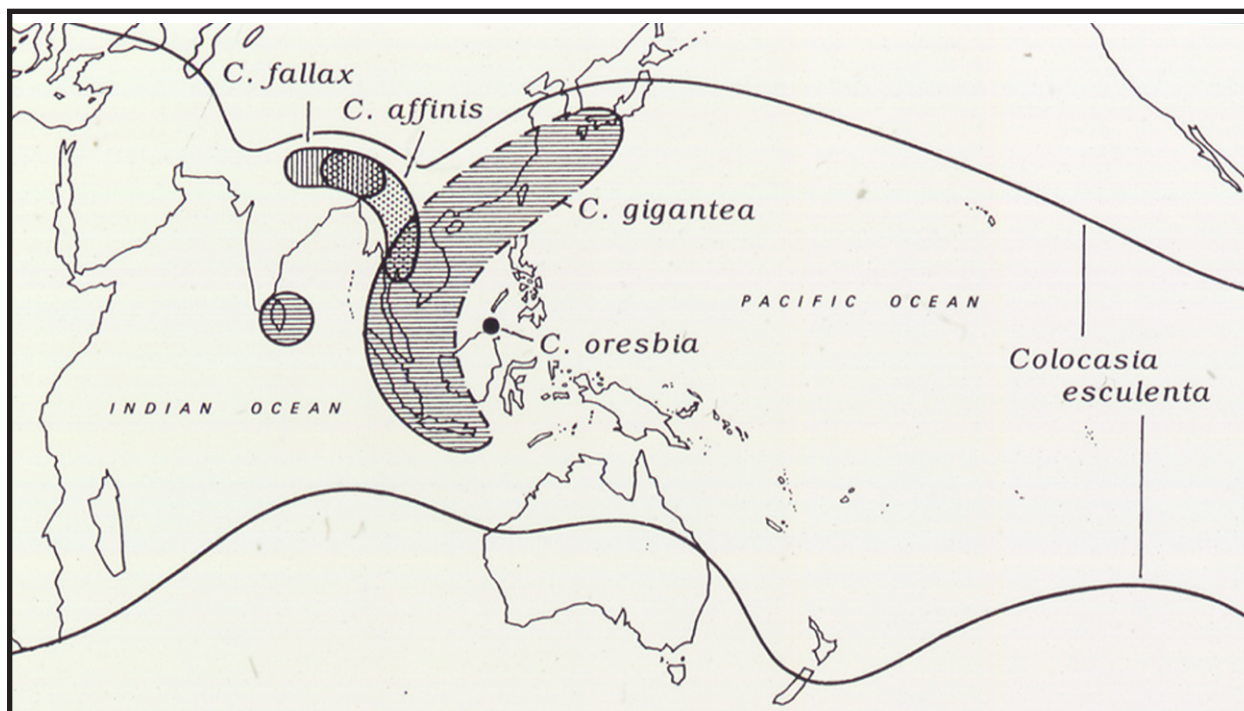 C. fallax
C. affinis
C. gigantea
PACIFIC OCEAN
C. oresbia
Colocasia
esculenta
INDIAN OCEAN